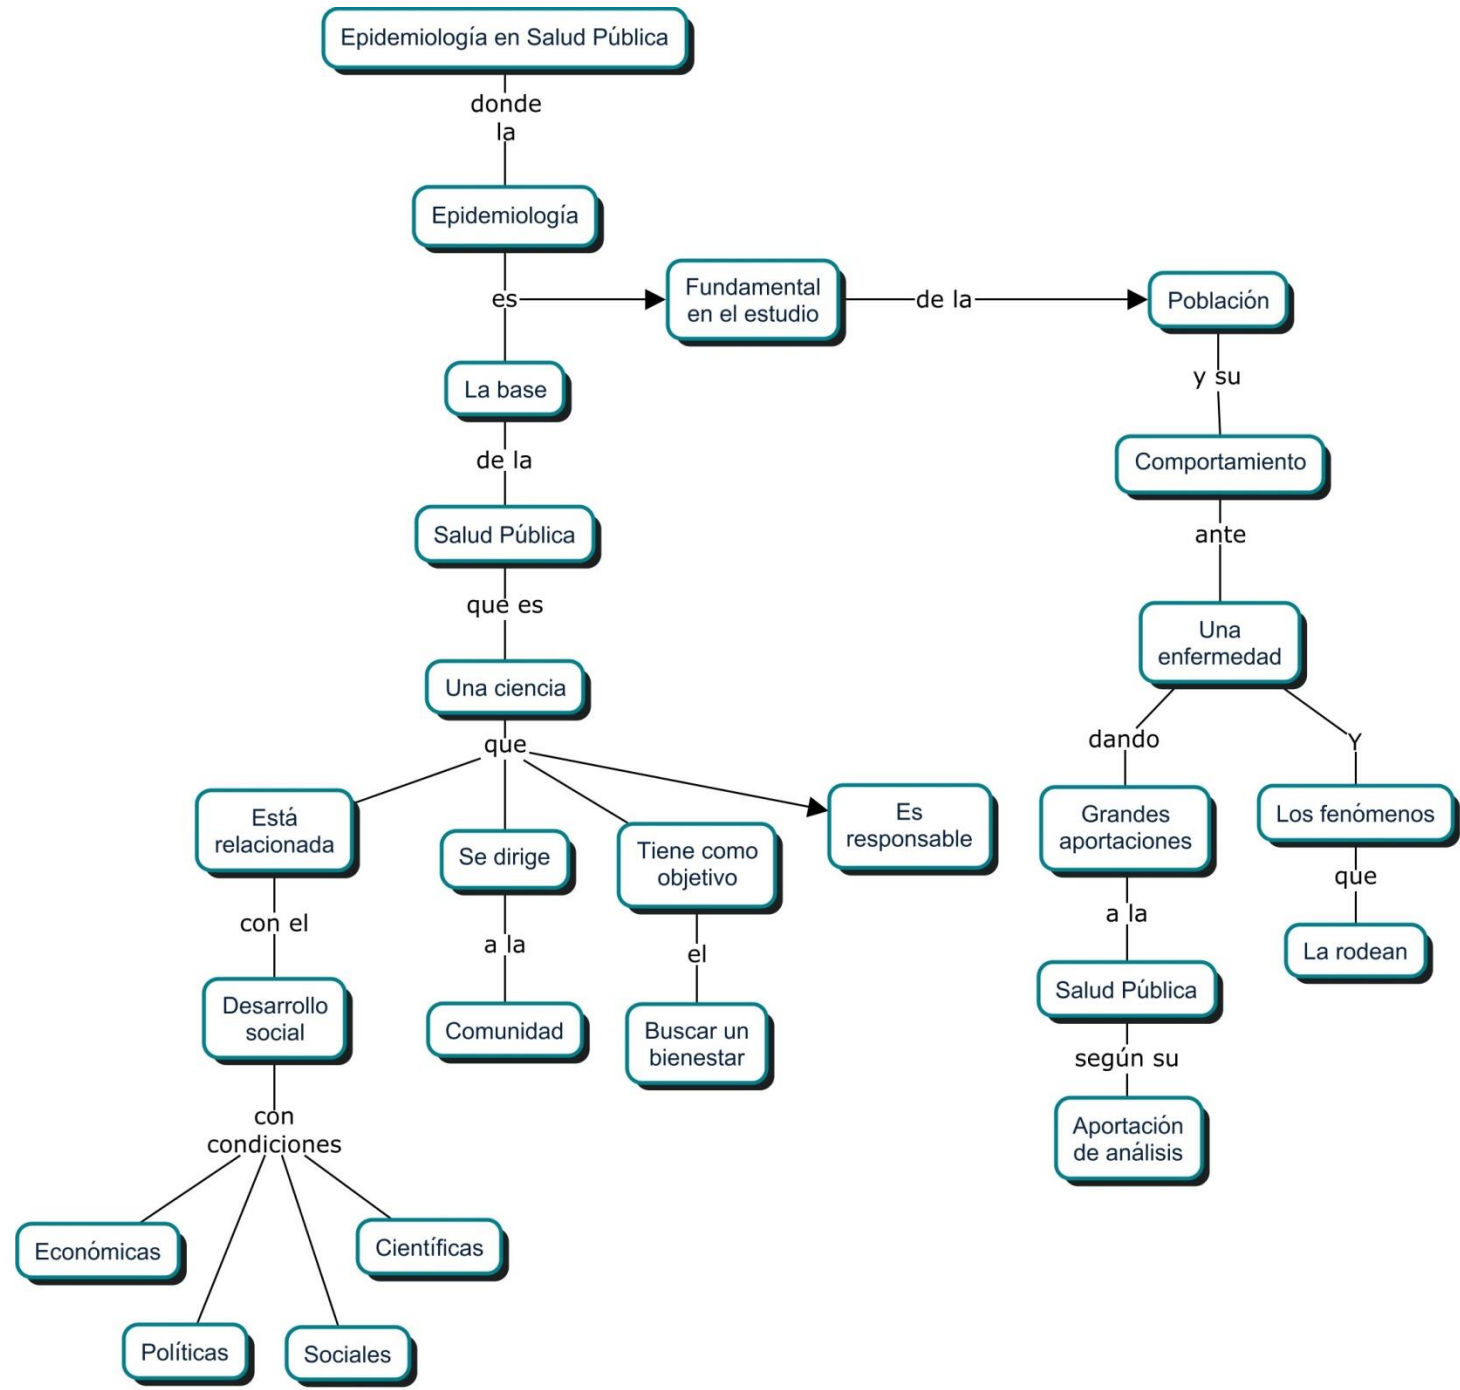 Epidemiología en Salud Pública
donde
la
Epidemiología
es
Fundamental
en el estudio
de la
Población
y su
Comportamiento
ante
Una
enfermedad
dando
Grandes
aportaciones
a la
Salud Pública
según su
Aportación
de análisis
Y
Los fenómenos
que
La rodean
La base
de la
Salud Pública
que es
Una ciencia
que
Está
relacionada
con el
Desarrollo
social
con
condiciones
Económicas
Políticas
Sociales
Científicas
Se dirige
a la
Comunidad
Tiene como
objetivo
el
Buscar un
bienestar
Es
responsable